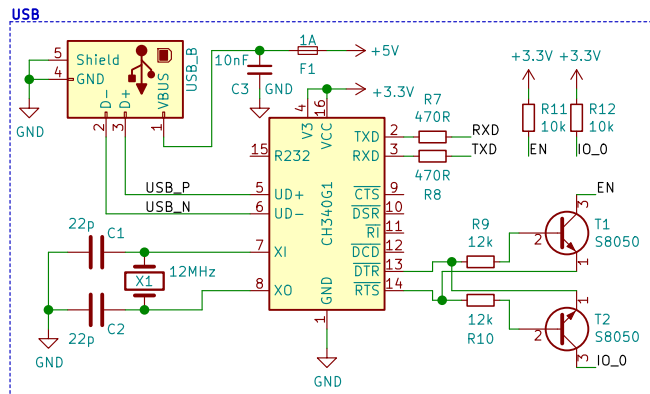 USB
5 Shield
4 GND
D-
D+
VBUS
USB_B
2
3
1
GND
10nF
C3
GND
1A
F1
+5V
+3.3V
4
V3
16
VCC
CH340G1
15 R232
5 UD+
6 UD-
7 XI
8 XO
GND
1
GND
TXD 2
RXD 3
CTS 9
DSR 10
RI 11
DCD 12
DTR 13
RTS 14
USB_P
USB_N
22p
C1
X1
12MHz
22p
C2
GND
R7
470R
RXD
TXD
470R
R8
+3.3V
+3.3V
R11
10k
R12
10k
EN
IO_0
EN
R9
12k
3
2
1
T1
S8050
12k
R10
1
2
3
T2
S8050
IO_0